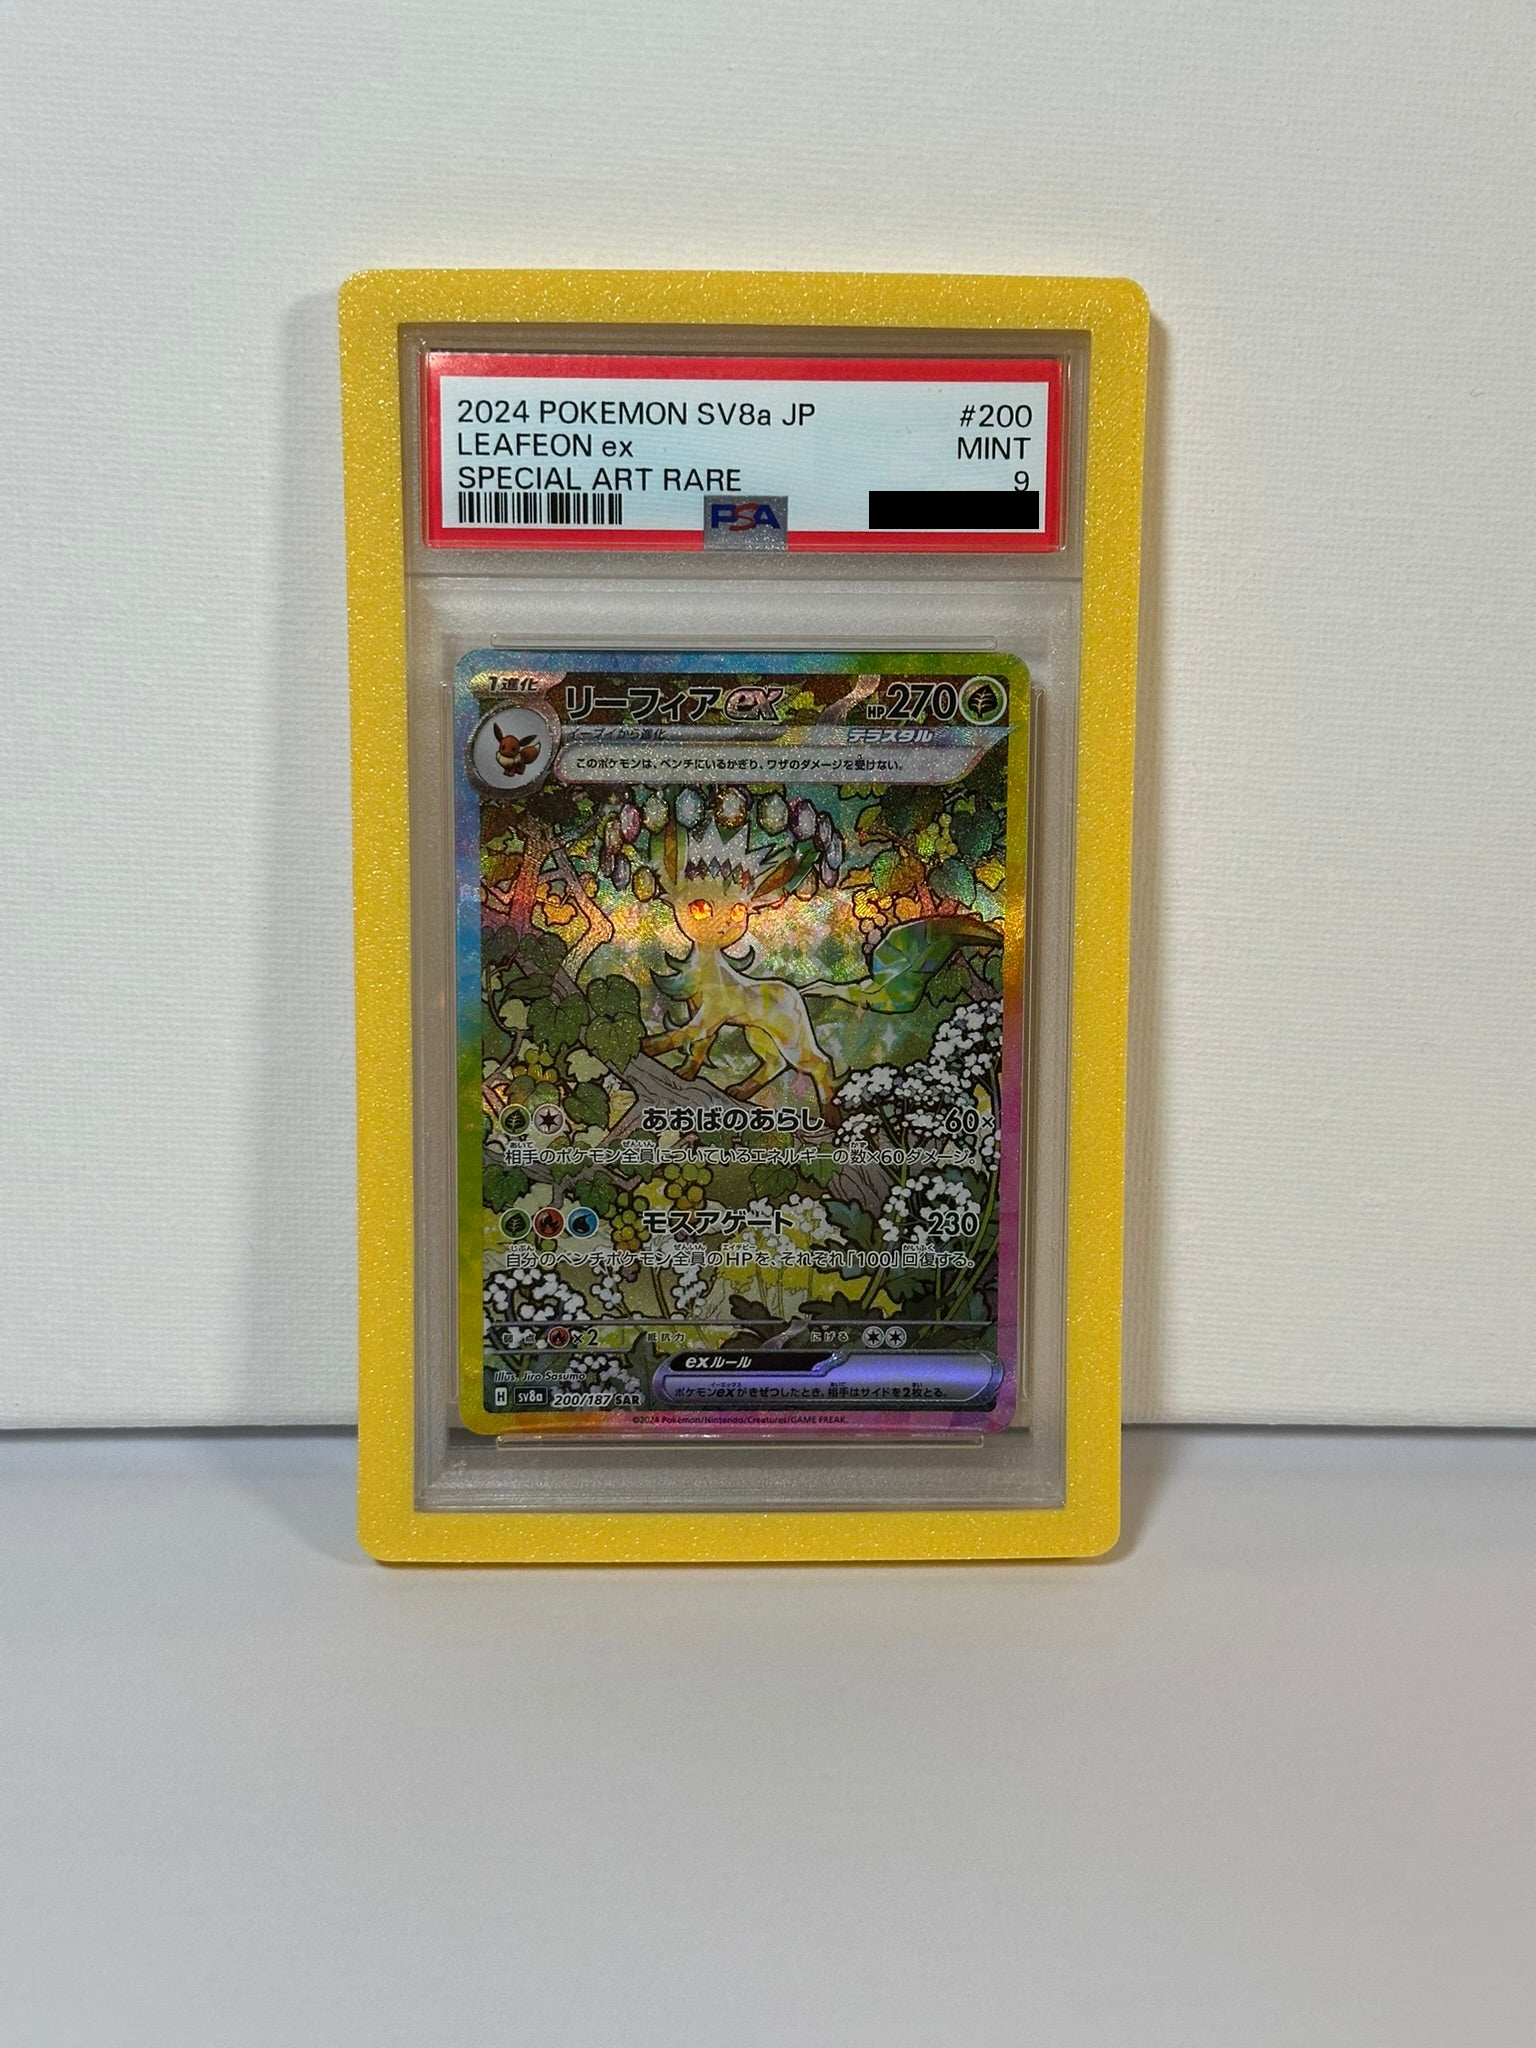 2024 POKEMON SV8a JP #200
LEAFEON ex MINT
SPECIAL ART RARE 9
PSA
1進化 リーフィアex HP270
イーブイから進化 テラスタル
このポケモンは、ベンチにいるかぎり、ワザのダメージを受けない。
あおばのあらし 60×
相手のポケモン全員についているエネルギーの数×60ダメージ。
モスアゲート 230
自分のベンチポケモン全員のHPを、それぞれ「100」回復する。
弱点 ×2 抵抗力 にげる
exルール
ポケモンexがきぜつしたとき、相手はサイドを2枚とる。
Illus. Jiro Sasumo
H sv8a 200/187 SAR
©2024 Pokémon/Nintendo/Creatures/GAME FREAK.